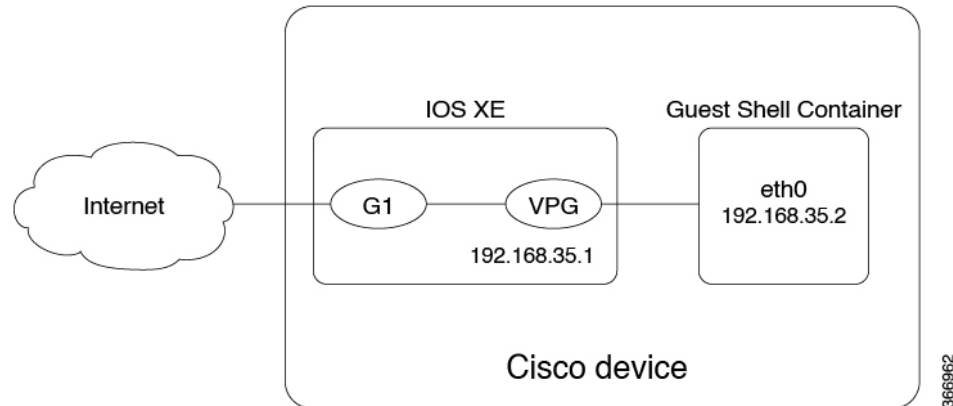 IOS XE
Guest Shell Container
Internet
G1
VPG
eth0
192.168.35.2
192.168.35.1
Cisco device
366962